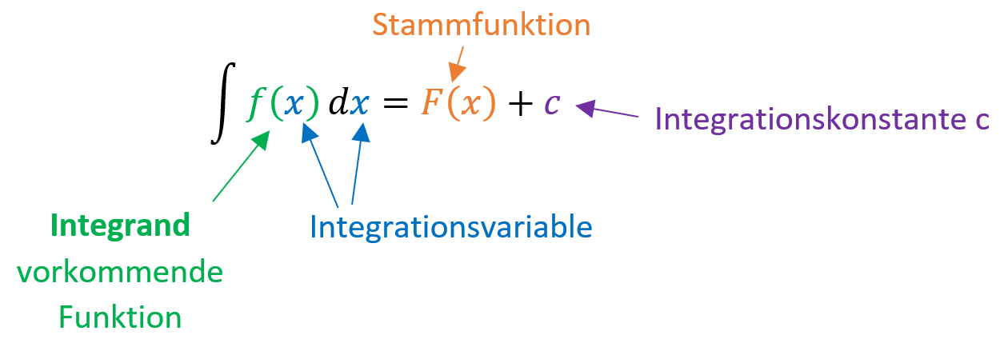 Stammfunktion
∫ f(x) dx = F(x) + c
Integrationskonstante c
Integrand
vorkommende
Funktion
Integrationsvariable